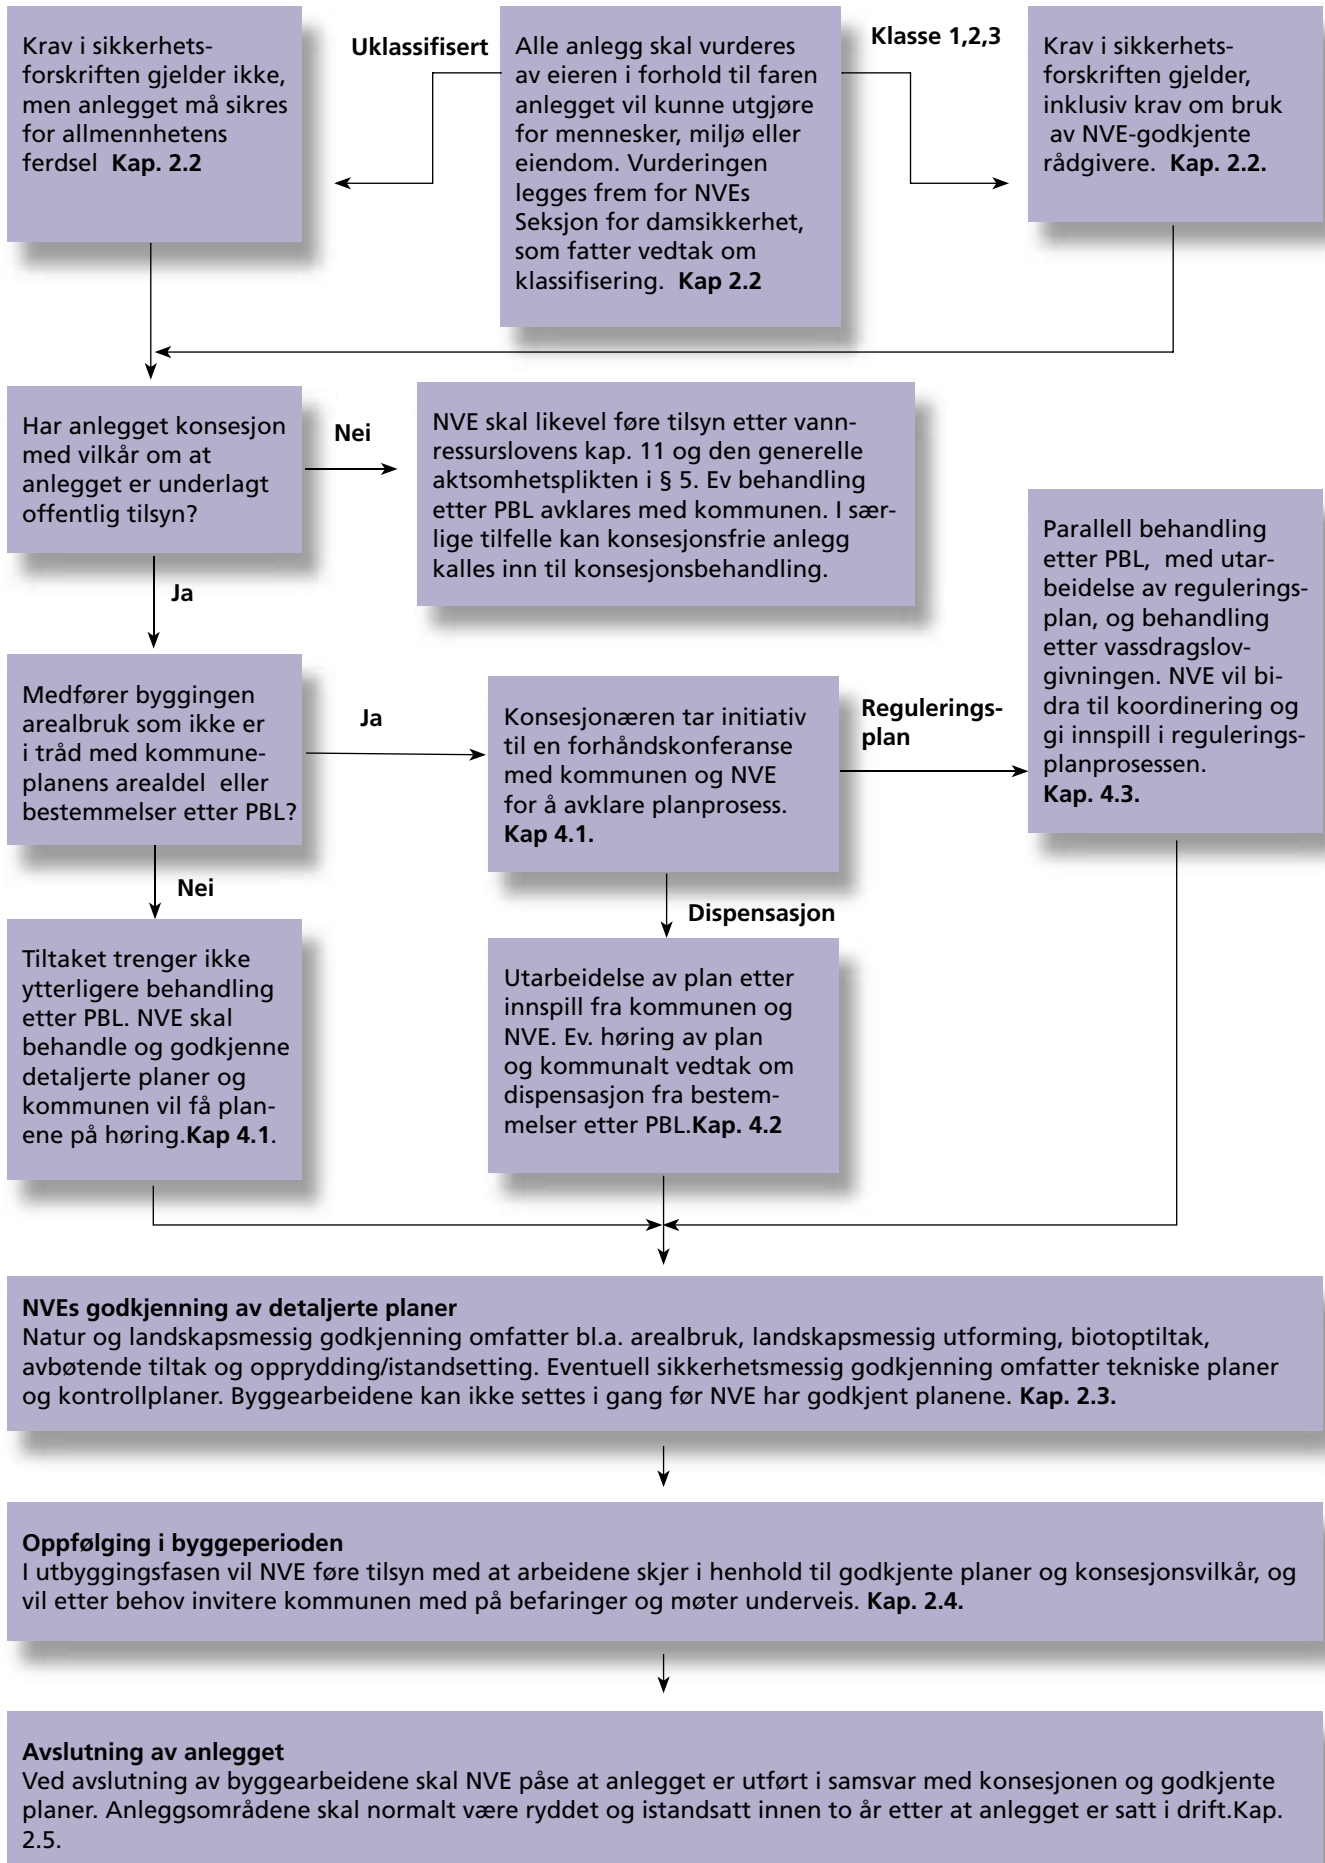 Krav i sikkerhets-
forskriften gjelder ikke,
men anlegget må sikres
for allmennhetens
ferdsel Kap. 2.2
Uklassifisert
Alle anlegg skal vurderes
av eieren i forhold til faren
anlegget vil kunne utgjøre
for mennesker, miljø eller
eiendom. Vurderingen
legges frem for NVEs
Seksjon for damsikkerhet,
som fatter vedtak om
klassifisering. Kap 2.2
Klasse 1,2,3
Krav i sikkerhets-
forskriften gjelder,
inklusiv krav om bruk
av NVE-godkjente
rådgivere. Kap. 2.2.
Har anlegget konsesjon
med vilkår om at
anlegget er underlagt
offentlig tilsyn?
Nei
NVE skal likevel føre tilsyn etter vann-
ressurslovens kap. 11 og den generelle
aktsomhetsplikten i § 5. Ev behandling
etter PBL avklares med kommunen. I sær-
lige tilfelle kan konsesjonsfrie anlegg
kalles inn til konsesjonsbehandling.
Ja
Medfører byggingen
arealbruk som ikke er
i tråd med kommune-
planens arealdel eller
bestemmelser etter PBL?
Ja
Konsesjonæren tar initiativ
til en forhåndskonferanse
med kommunen og NVE
for å avklare planprosess.
Kap 4.1.
Regulerings-
plan
Parallell behandling
etter PBL, med utar-
beidelse av regulerings-
plan, og behandling
etter vassdragslov-
givningen. NVE vil bi-
dra til koordinering og
gi innspill i regulerings-
planprosessen.
Kap. 4.3.
Nei
Dispensasjon
Tiltaket trenger ikke
ytterligere behandling
etter PBL. NVE skal
behandle og godkjenne
detaljerte planer og
kommunen vil få plan-
ene på høring.Kap 4.1.
Utarbeidelse av plan etter
innspill fra kommunen og
NVE. Ev. høring av plan
og kommunalt vedtak om
dispensasjon fra bestem-
melser etter PBL.Kap. 4.2
NVEs godkjenning av detaljerte planer
Natur og landskapsmessig godkjenning omfatter bl.a. arealbruk, landskapsmessig utforming, biotoptiltak,
avbøtende tiltak og opprydding/istandsetting. Eventuell sikkerhetsmessig godkjenning omfatter tekniske planer
og kontrollplaner. Byggearbeidene kan ikke settes i gang før NVE har godkjent planene. Kap. 2.3.
Oppfølging i byggeperioden
I utbyggingsfasen vil NVE føre tilsyn med at arbeidene skjer i henhold til godkjente planer og konsesjonsvilkår, og
vil etter behov invitere kommunen med på befaringer og møter underveis. Kap. 2.4.
Avslutning av anlegget
Ved avslutning av byggearbeidene skal NVE påse at anlegget er utført i samsvar med konsesjonen og godkjente
planer. Anleggsområdene skal normalt være ryddet og istandsatt innen to år etter at anlegget er satt i drift.Kap.
2.5.